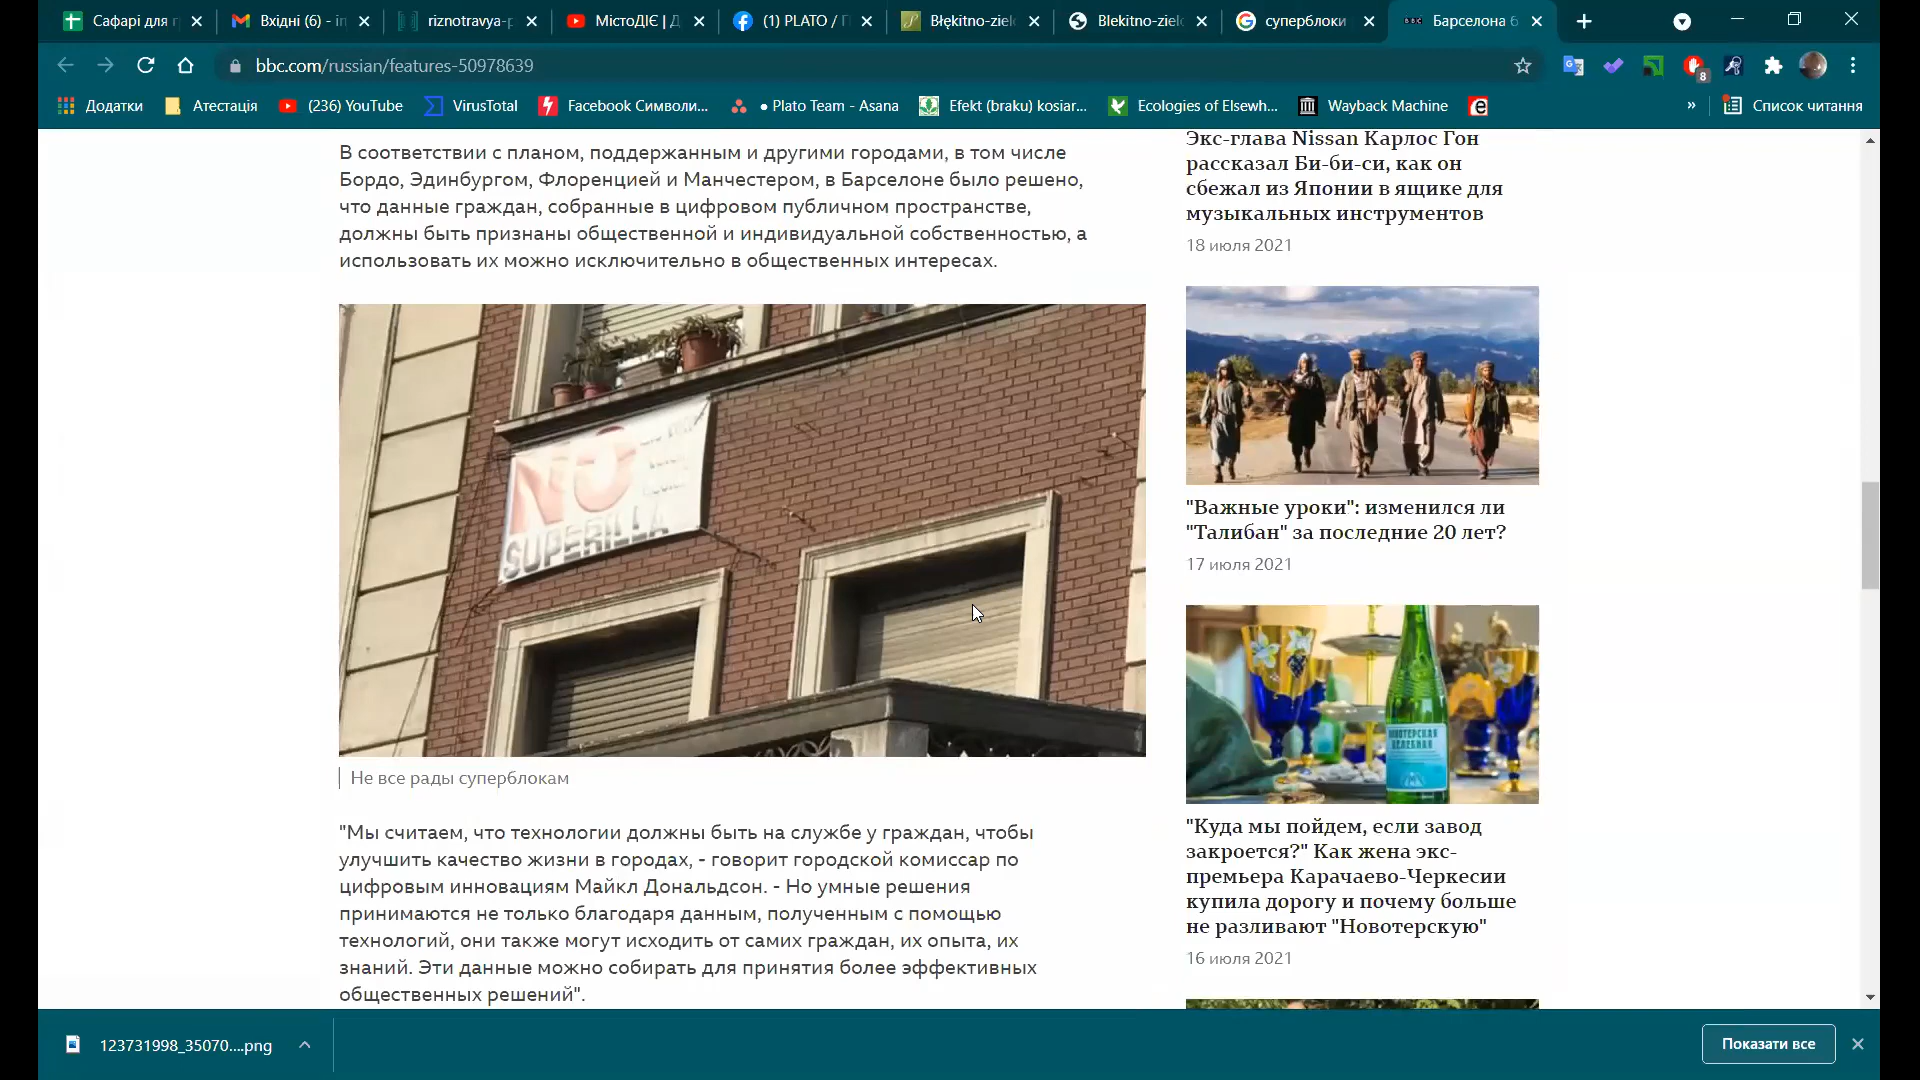 Сафарі для г
Вхідні (6) - in
riznotravya-p
МістоДІЄ | Д
(1) PLATO / П
Błękitno-ziel
Blekitno-ziel
суперблоки
Барселона б
bbc.com/russian/features-50978639
8
Додатки
Атестація
(236) YouTube
VirusTotal
Facebook Символи...
• Plato Team - Asana
Efekt (braku) kosiar...
Ecologies of Elsewh...
Wayback Machine
»
Список читання
В соответствии с планом, поддержанным и другими городами, в том числе
Бордо, Эдинбургом, Флоренцией и Манчестером, в Барселоне было решено,
что данные граждан, собранные в цифровом публичном пространстве,
должны быть признаны общественной и индивидуальной собственностью, а
использовать их можно исключительно в общественных интересах.
NO
SUPERILLA
Не все рады суперблокам
"Мы считаем, что технологии должны быть на службе у граждан, чтобы
улучшить качество жизни в городах, - говорит городской комиссар по
цифровым инновациям Майкл Дональдсон. - Но умные решения
принимаются не только благодаря данным, полученным с помощью
технологий, они также могут исходить от самих граждан, их опыта, их
знаний. Эти данные можно собирать для принятия более эффективных
общественных решений".
Экс-глава Nissan Карлос Гон
рассказал Би-би-си, как он
сбежал из Японии в ящике для
музыкальных инструментов
18 июля 2021
"Важные уроки": изменился ли
"Талибан" за последние 20 лет?
17 июля 2021
НОВОТЕРСКАЯ
ЦЕЛЕБНАЯ
"Куда мы пойдем, если завод
закроется?" Как жена экс-
премьера Карачаево-Черкесии
купила дорогу и почему больше
не разливают "Новотерскую"
16 июля 2021
123731998_35070....png
Показати все